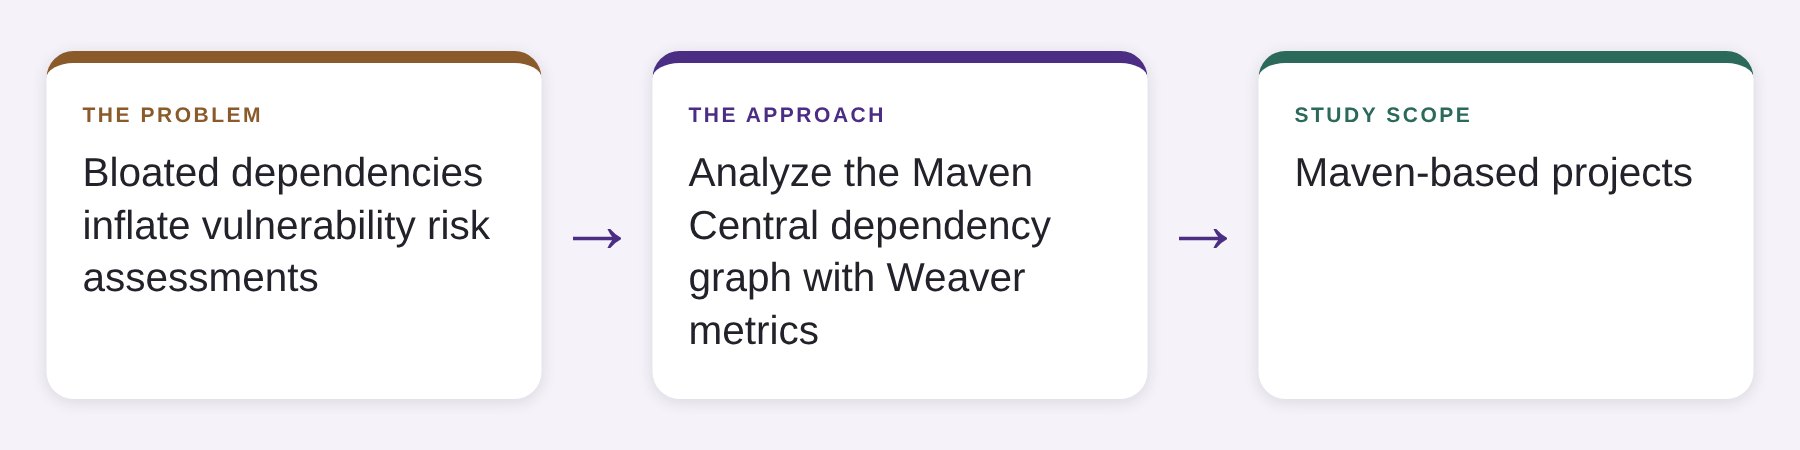 THE PROBLEM
Bloated dependencies
inflate vulnerability risk
assessments
THE APPROACH
Analyze the Maven
Central dependency
graph with Weaver
metrics
STUDY SCOPE
Maven-based projects